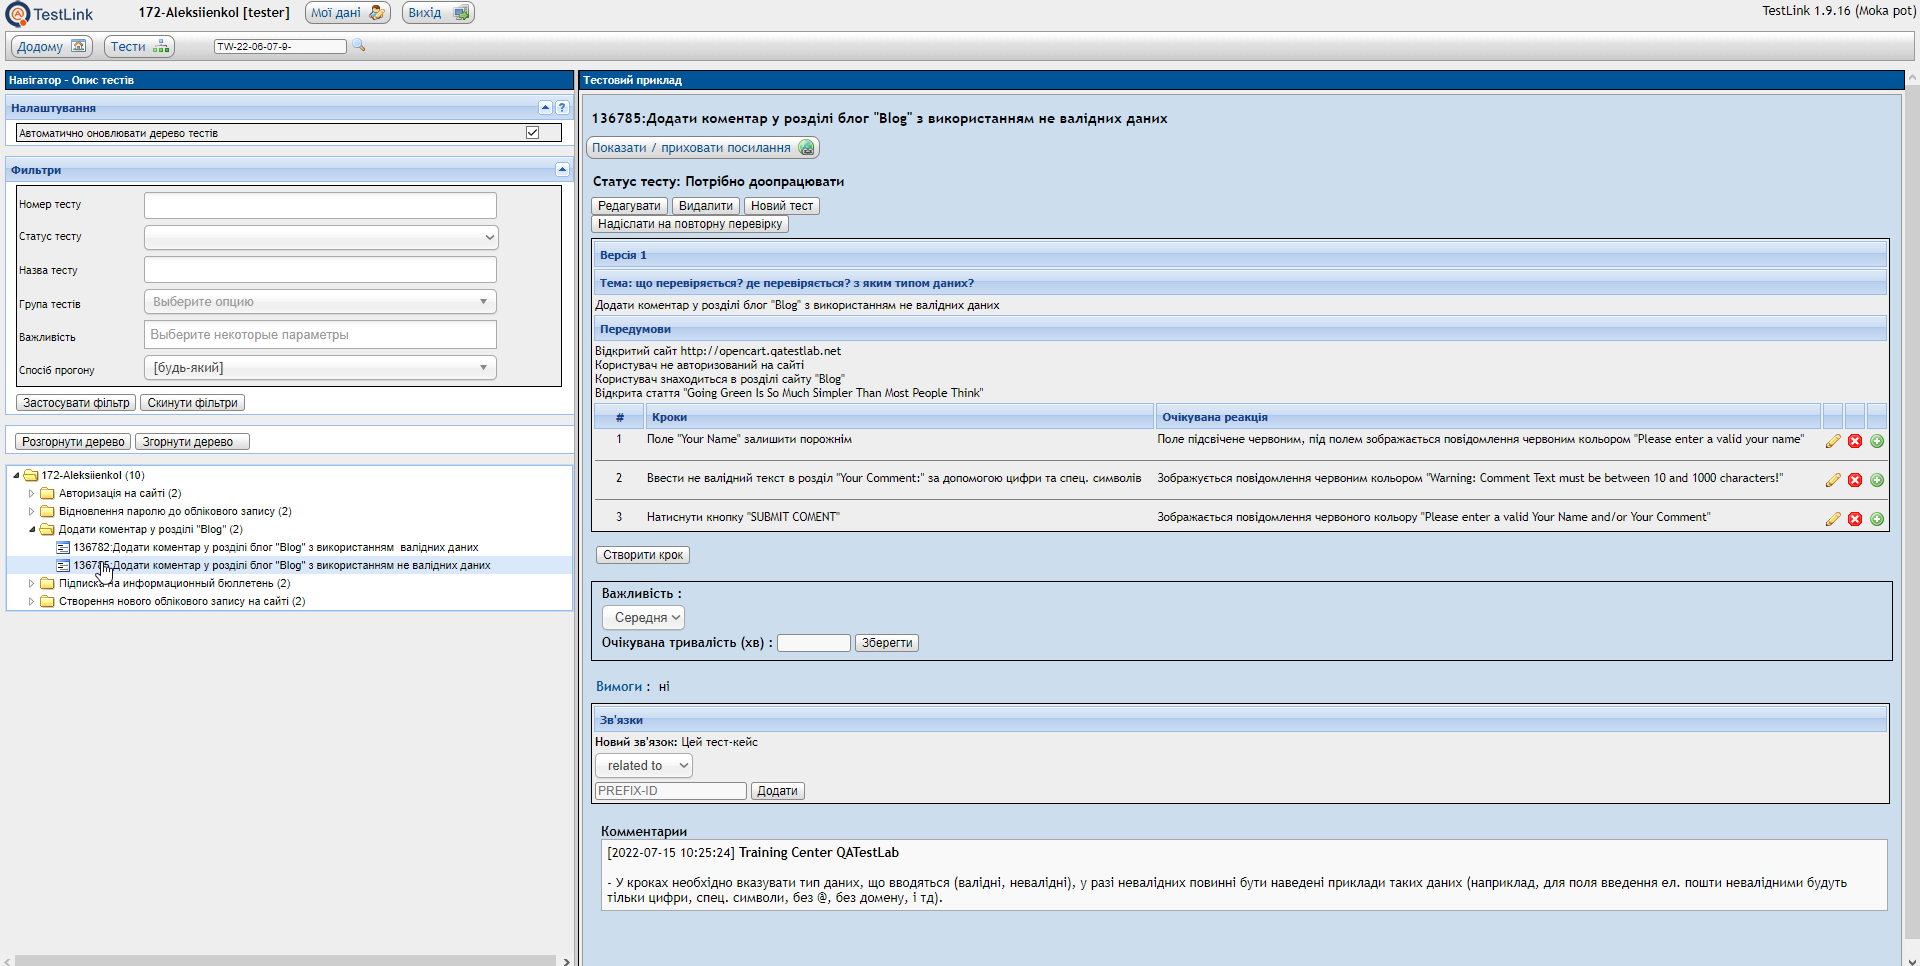 TestLink
172-Aleksiienkol [tester]
Мої дані
Вихід
TestLink 1.9.16 (Moka pot)
Додому
Тести
TW-22-06-07-9-
Навігатор - Опис тестів
Налаштування
?
Автоматично оновлювати дерево тестів
Фильтри
Номер тесту
Статус тесту
Назва тесту
Група тестів
Выберите опцию
Важливість
Выберите некоторые параметры
Спосіб прогону
[будь-який]
Застосувати фільтр
Скинути фільтри
Розгорнути дерево
Згорнути дерево
172-Aleksiienkol (10)
Авторизація на сайті (2)
Відновлення паролю до облікового запису (2)
Додати коментар у розділі "Blog" (2)
136782:Додати коментар у розділі блог "Blog" з використанням валідних даних
136785:Додати коментар у розділі блог "Blog" з використанням не валідних даних
Підписка на информационный бюллетень (2)
Створення нового облікового запису на сайті (2)
Тестовий приклад
136785:Додати коментар у розділі блог "Blog" з використанням не валідних даних
Показати / приховати посилання
Статус тесту: Потрібно доопрацювати
Редагувати
Видалити
Новий тест
Надіслати на повторну перевірку
Версія 1
Тема: що перевіряється? де перевіряється? з яким типом даних?
Додати коментар у розділі блог "Blog" з використанням не валідних даних
Передумови
Відкритий сайт http://opencart.qatestlab.net
Користувач не авторизований на сайті
Користувач знаходиться в розділі сайту "Blog"
Відкрита стаття "Going Green Is So Much Simpler Than Most People Think"
# Кроки Очікувана реакція
1 Поле "Your Name" залишити порожнім Поле підсвічене червоним, під полем зображається повідомлення червоним кольором "Please enter a valid your name"
2 Ввести не валідний текст в розділ "Your Comment:" за допомогою цифри та спец. символів Зображується повідомлення червоним кольором "Warning: Comment Text must be between 10 and 1000 characters!"
3 Натиснути кнопку "SUBMIT COMENT" Зображається повідомлення червоного кольору "Please enter a valid Your Name and/or Your Comment"
Створити крок
Важливість :
Середня
Очікувана тривалість (хв) :
Зберегти
Вимоги : ні
Зв'язки
Новий зв'язок: Цей тест-кейс
related to
PREFIX-ID
Додати
Комментарии
[2022-07-15 10:25:24] Training Center QATestLab
- У кроках необхідно вказувати тип даних, що вводяться (валідні, невалідні), у разі невалідних повинні бути наведені приклади таких даних (наприклад, для поля введення ел. пошти невалідними будуть
тільки цифри, спец. символи, без @, без домену, і тд).